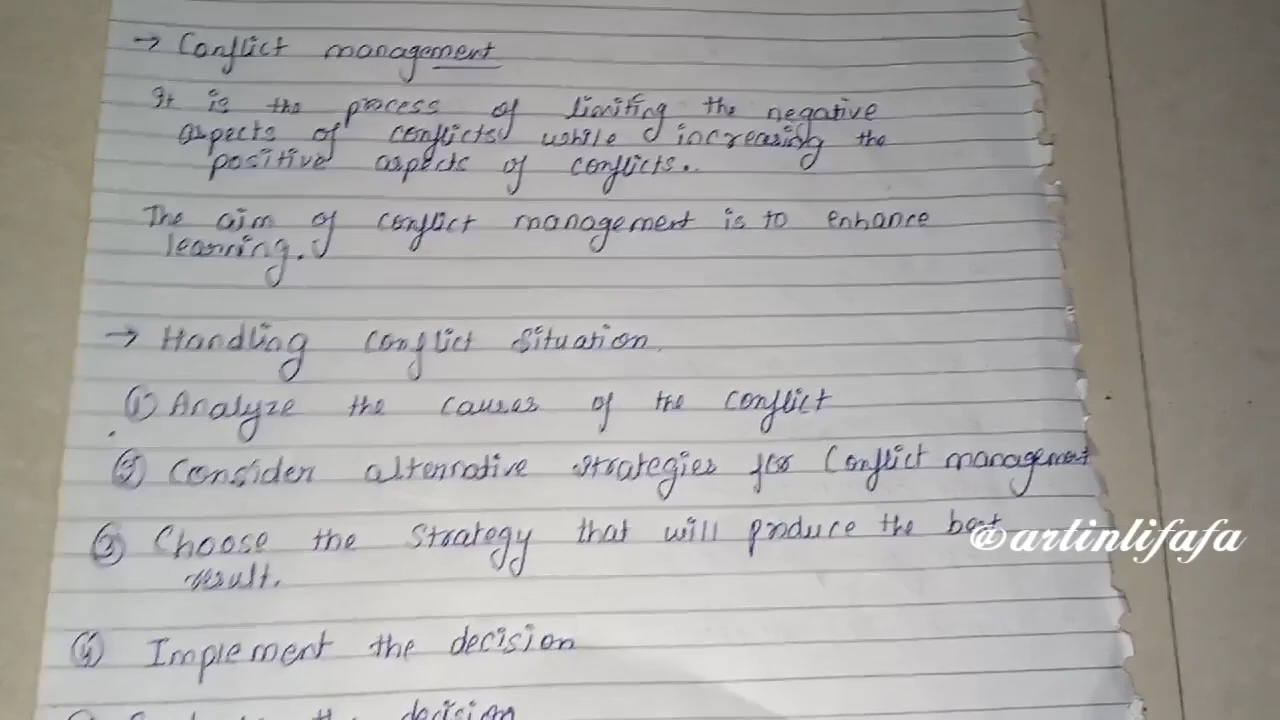 → Conflict management
It is the process of limiting the negative
aspects of conflicts while increasing the
positive aspects of conflicts..
The aim of conflict management is to enhance
learning.
→ Handling conflict situation
① Analyze the causes of the conflict
② Consider alternative strategies for conflict management
③ Choose the strategy that will produce the best
result.
@artinlifafa
④ Implement the decision
the decision